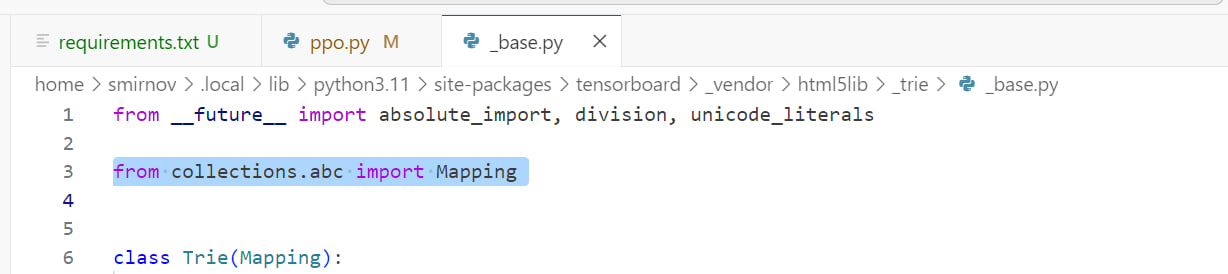 requirements.txt U ppo.py M _base.py
home > smirnov > .local > lib > python3.11 > site-packages > tensorboard > _vendor > html5lib > _trie > _base.py
1 from __future__ import absolute_import, division, unicode_literals
2
3 from collections.abc import Mapping
4
5
6 class Trie(Mapping):